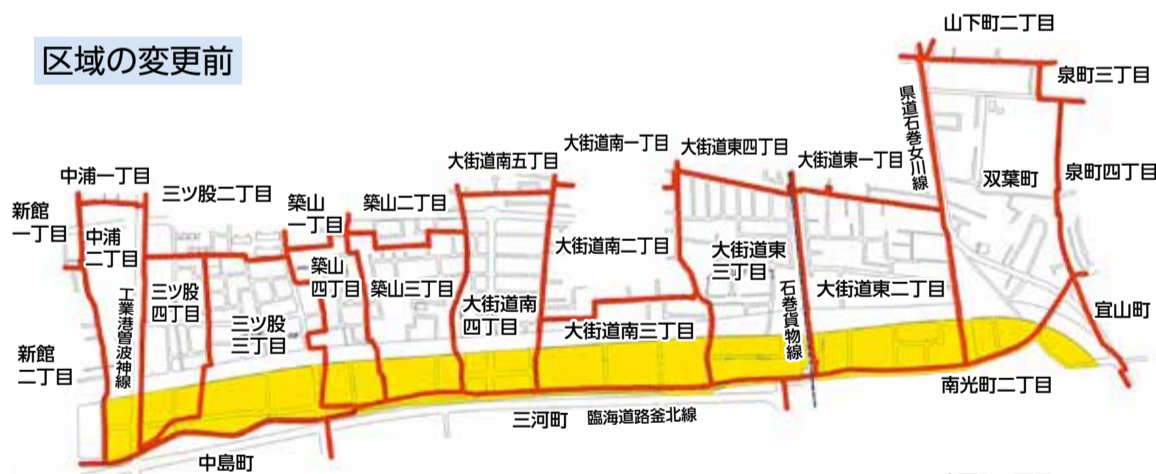 区域の変更前
山下町二丁目
泉町三丁目
県道石巻女川線
双葉町
泉町四丁目
大街道南一丁目
大街道東四丁目
大街道東一丁目
大街道南五丁目
中浦一丁目
三ツ股二丁目
築山
一丁目
築山二丁目
新館
一丁目
中浦
二丁目
大街道南二丁目
大街道東
三丁目
築山
四丁目
築山三丁目
大街道東二丁目
石巻貨物線
工業港曽波神線
三ツ股
四丁目
三ツ股
三丁目
大街道南
四丁目
大街道南三丁目
宜山町
新館
二丁目
南光町二丁目
三河町
臨海道路釜北線
中島町